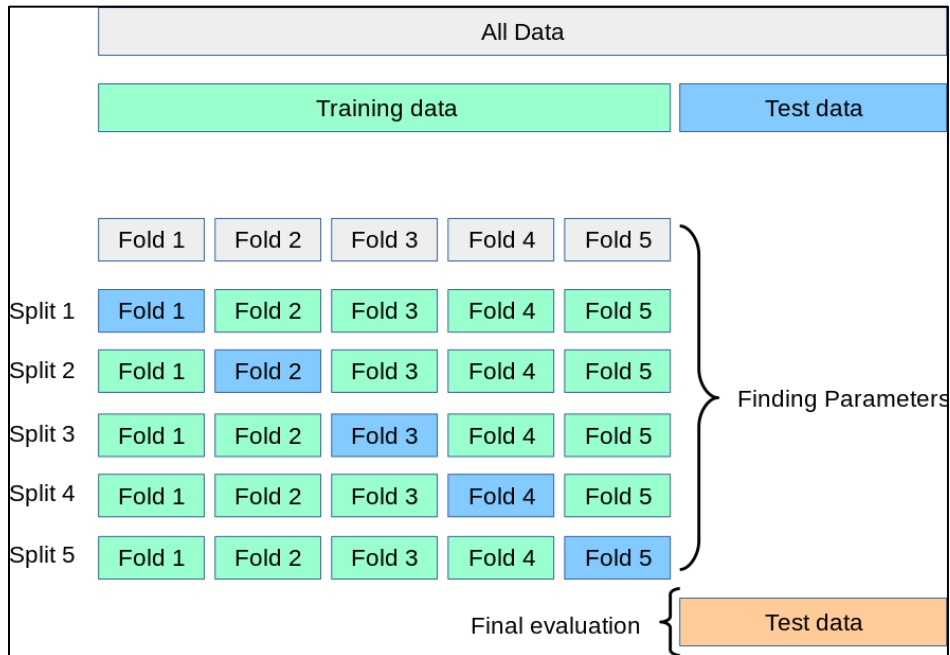 All Data
Training data Test data
Fold 1 Fold 2 Fold 3 Fold 4 Fold 5
Split 1 Fold 1 Fold 2 Fold 3 Fold 4 Fold 5
Split 2 Fold 1 Fold 2 Fold 3 Fold 4 Fold 5
Finding Parameters
Split 3 Fold 1 Fold 2 Fold 3 Fold 4 Fold 5
Split 4 Fold 1 Fold 2 Fold 3 Fold 4 Fold 5
Split 5 Fold 1 Fold 2 Fold 3 Fold 4 Fold 5
Final evaluation Test data